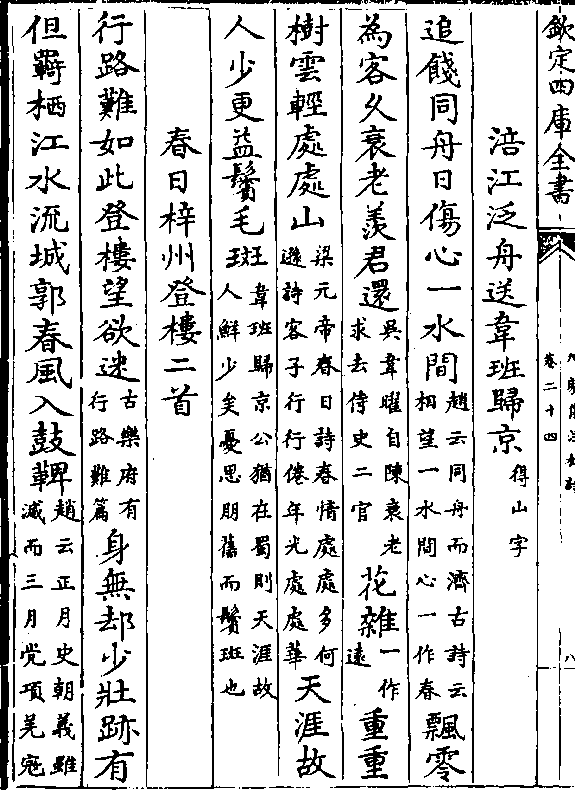 欽定四庫全書
卷二十四
八
涪江泛舟送韋班歸京得山字
追餞同舟日傷心一水間趙云同舟而濟古詩云相望一水間心一作春飄零
為客久衰老羨君還吳韋曜自陳衰老求去侍史二官花雜一作逺重重
樹雲輕處處山梁元帝春日詩春情處處多何遜詩客子行行倦年光處處華天涯故
人少更益鬢毛斑韋班歸京公猶在蜀則天涯故人鮮少矣憂思朋舊而鬢斑也
春日梓州登樓二首
行路難如此登樓望欲迷古樂府有行路難篇身無却少壯跡有
但羇栖江水流城郭春風入鼓鞞趙云正月史朝義雖滅而三月党項羌宼